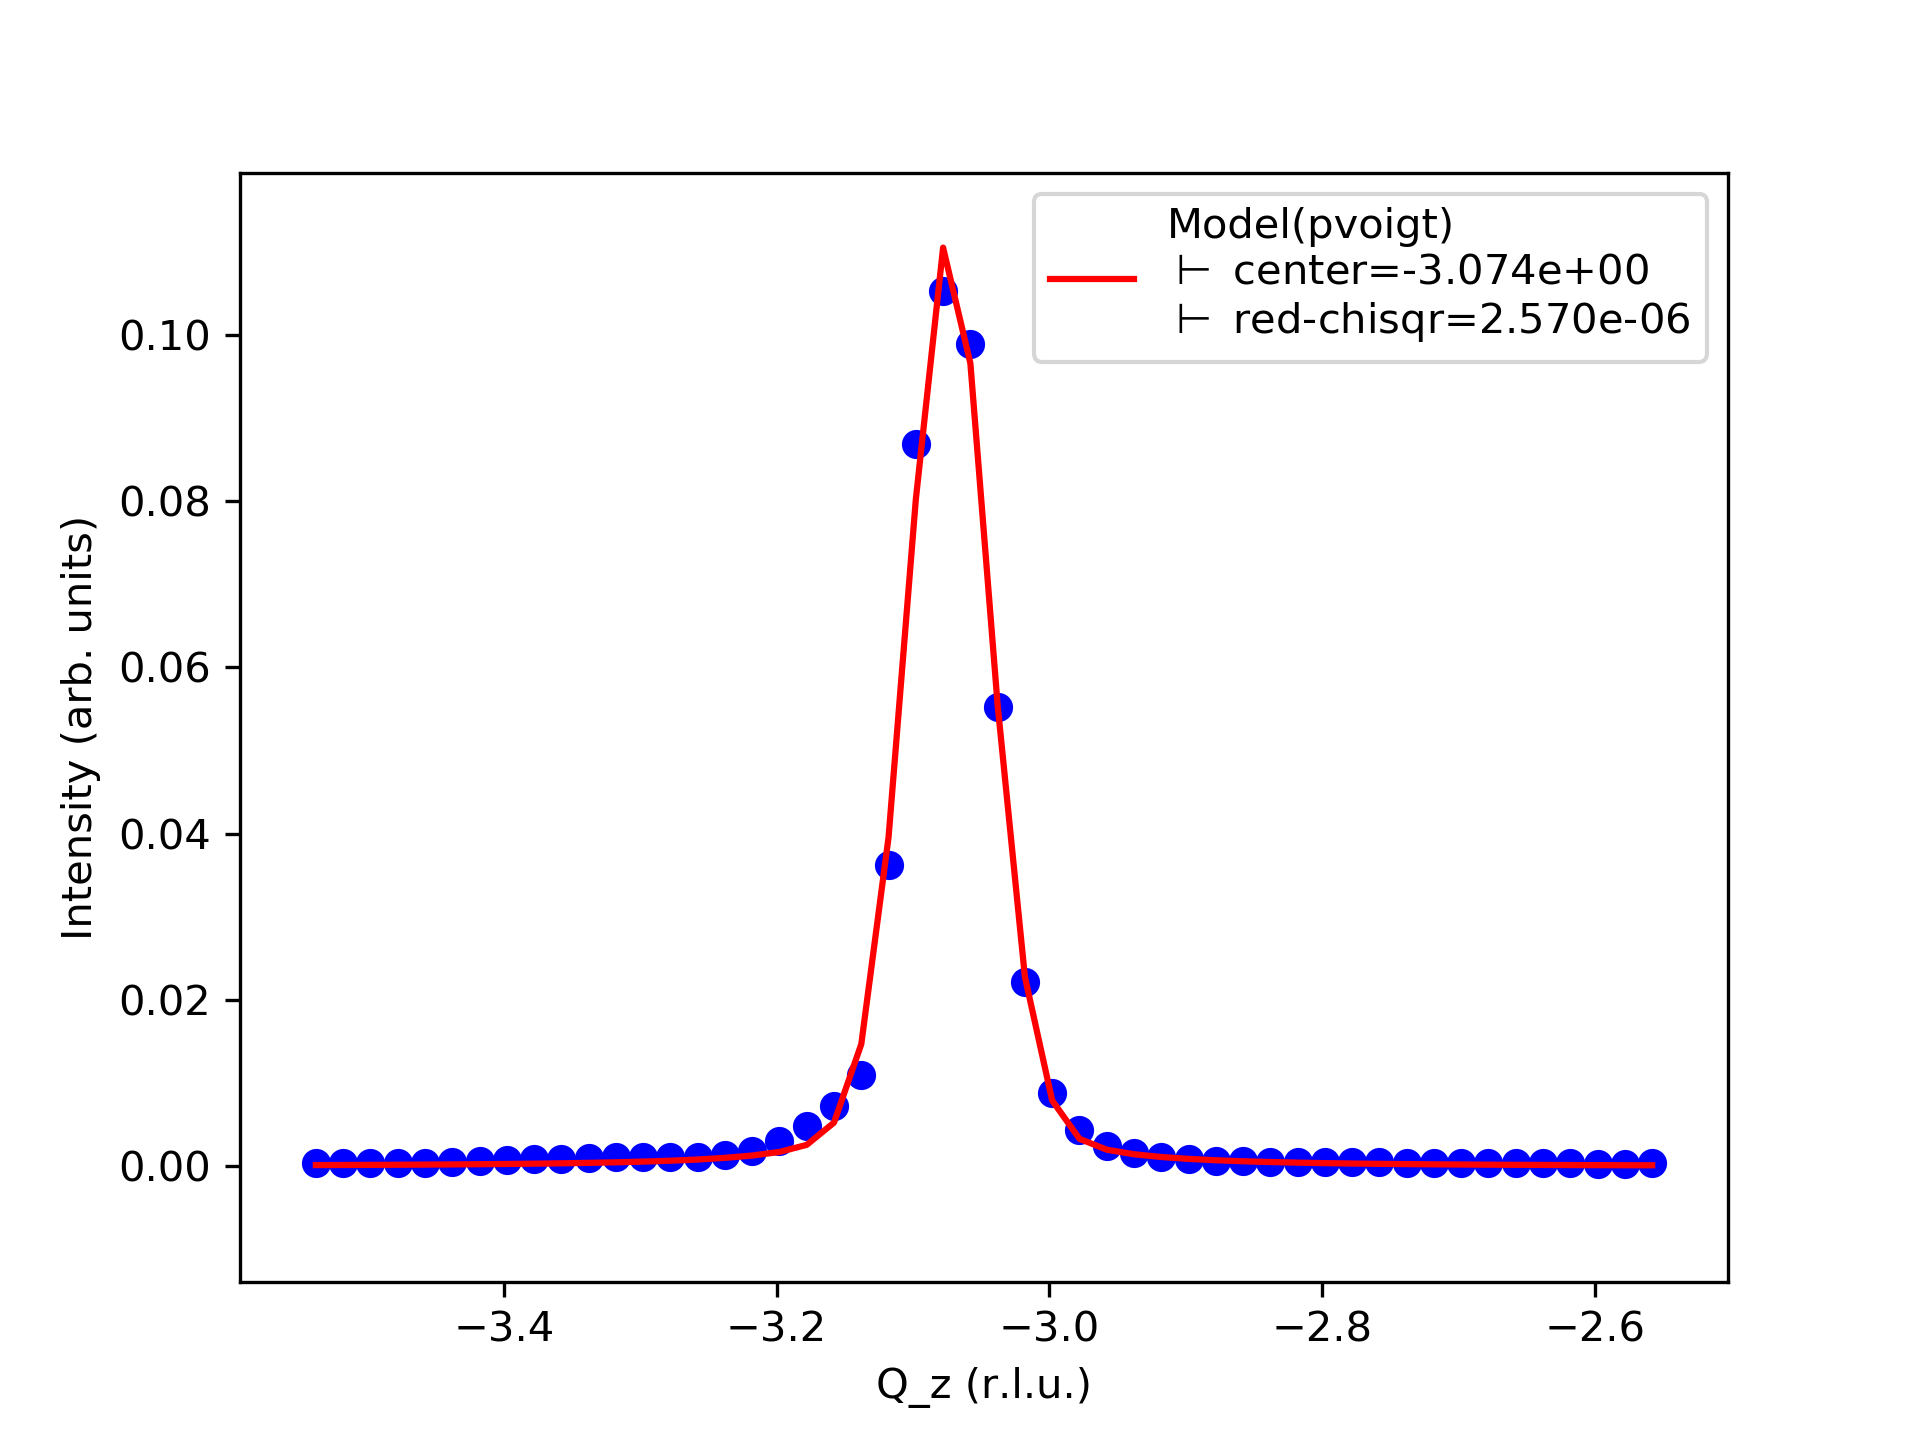 Model(pvoigt)
⊢ center=-3.074e+00
⊢ red-chisqr=2.570e-06
0.10
0.08
0.06
0.04
0.02
0.00
Intensity (arb. units)
−3.4 −3.2 −3.0 −2.8 −2.6
Q_z (r.l.u.)